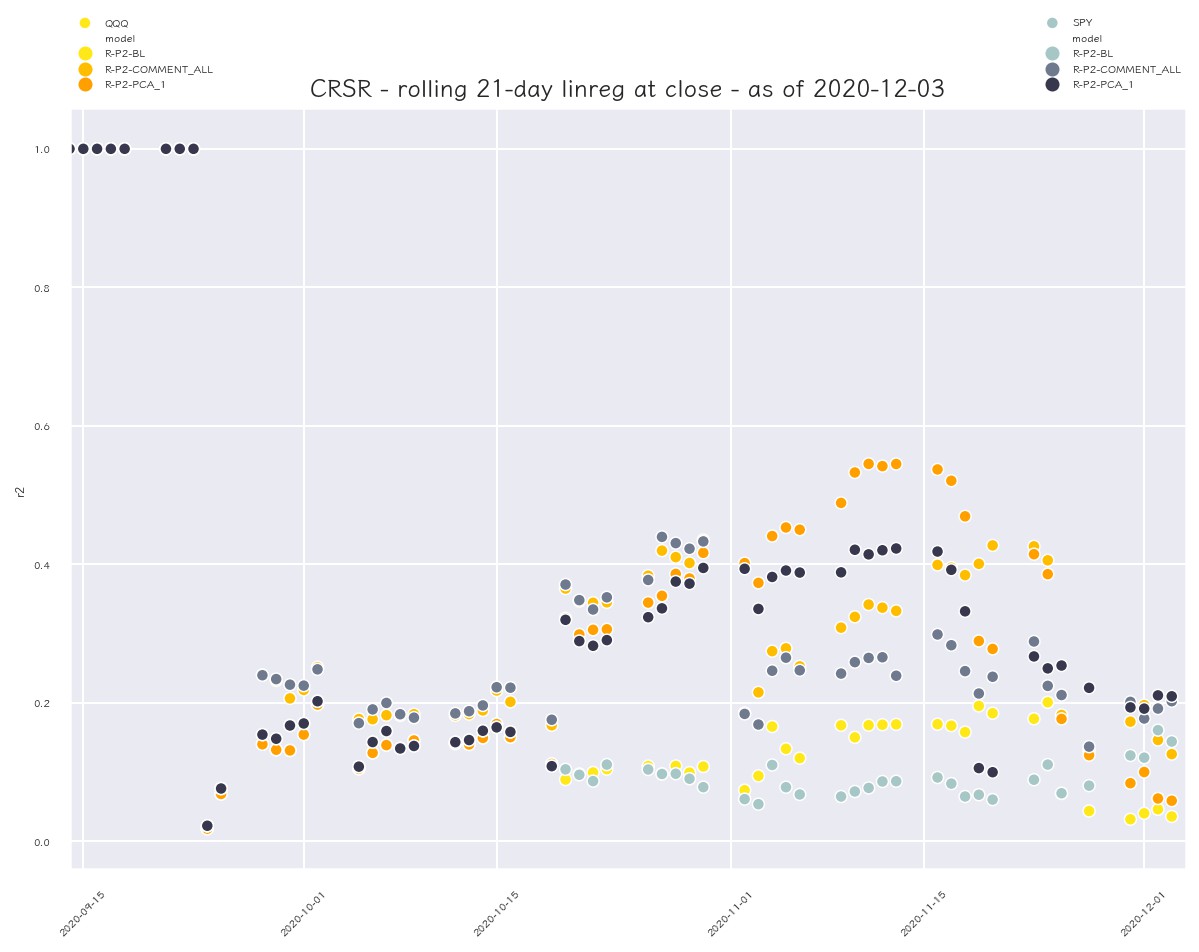 QQQ
model
R-P2-BL
R-P2-COMMENT_ALL
R-P2-PCA_1
SPY
model
R-P2-BL
R-P2-COMMENT_ALL
R-P2-PCA_1
CRSR - rolling 21-day linreg at close - as of 2020-12-03
1.0
0.8
0.6
0.4
0.2
0.0
r2
2020-09-15
2020-10-01
2020-10-15
2020-11-01
2020-11-15
2020-12-01